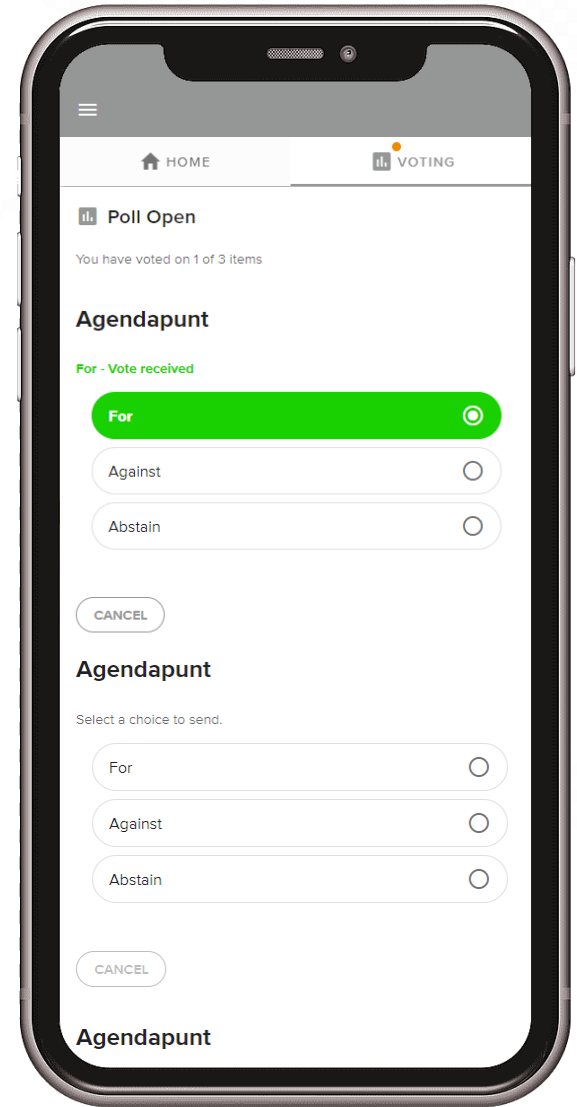 HOME
VOTING
Poll Open
You have voted on 1 of 3 items
Agendapunt
For - Vote received
For
Against
Abstain
CANCEL
Agendapunt
Select a choice to send.
For
Against
Abstain
CANCEL
Agendapunt